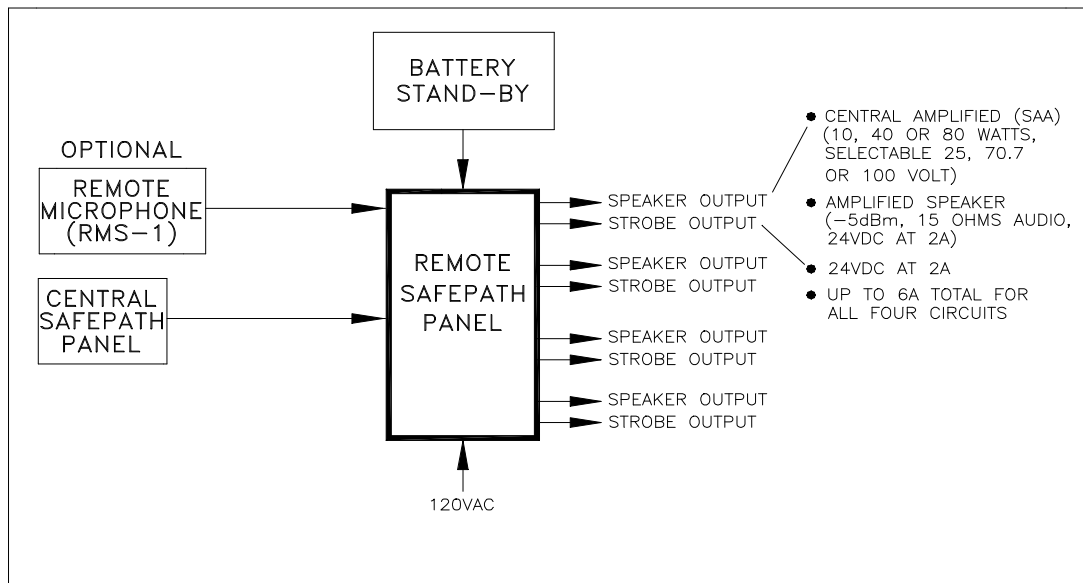 BATTERY
STAND-BY
OPTIONAL
REMOTE
MICROPHONE
(RMS-1)
CENTRAL
SAFEPATH
PANEL
REMOTE
SAFEPATH
PANEL
120VAC
SPEAKER OUTPUT
STROBE OUTPUT
SPEAKER OUTPUT
STROBE OUTPUT
SPEAKER OUTPUT
STROBE OUTPUT
SPEAKER OUTPUT
STROBE OUTPUT
● CENTRAL AMPLIFIED (SAA)
(10, 40 OR 80 WATTS,
SELECTABLE 25, 70.7
OR 100 VOLT)
● AMPLIFIED SPEAKER
(-5dBm, 15 OHMS AUDIO,
24VDC AT 2A)
● 24VDC AT 2A
● UP TO 6A TOTAL FOR
ALL FOUR CIRCUITS